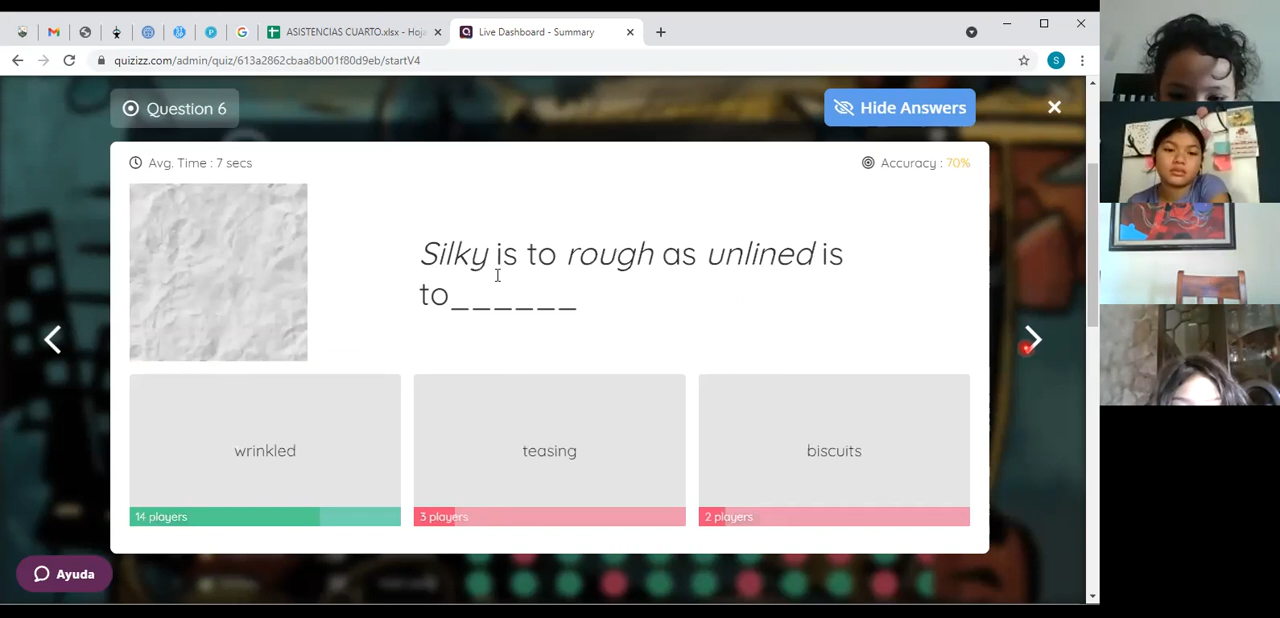 ASISTENCIAS CUARTO.xlsx - Hoja
Live Dashboard - Summary
quizizz.com/admin/quiz/613a2862cbaa8b001f80d9eb/startV4
S
Question 6
Hide Answers
Avg. Time : 7 secs
Accuracy : 70%
Silky is to rough as unlined is
to______
wrinkled
teasing
biscuits
14 players
3 players
2 players
Ayuda